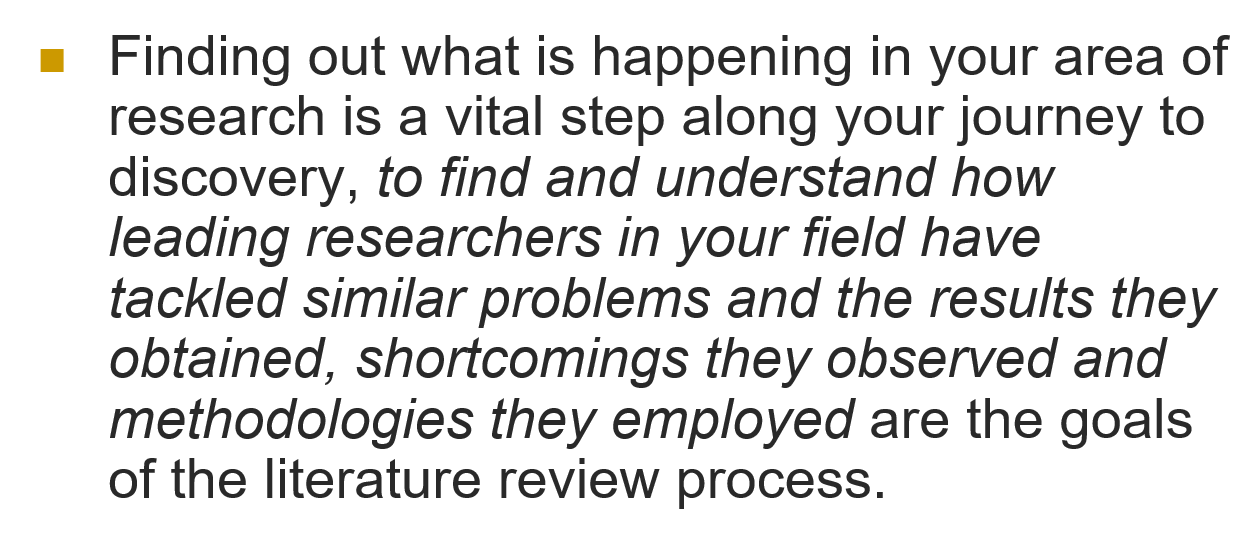 Finding out what is happening in your area of
research is a vital step along your journey to
discovery, to find and understand how
leading researchers in your field have
tackled similar problems and the results they
obtained, shortcomings they observed and
methodologies they employed are the goals
of the literature review process.